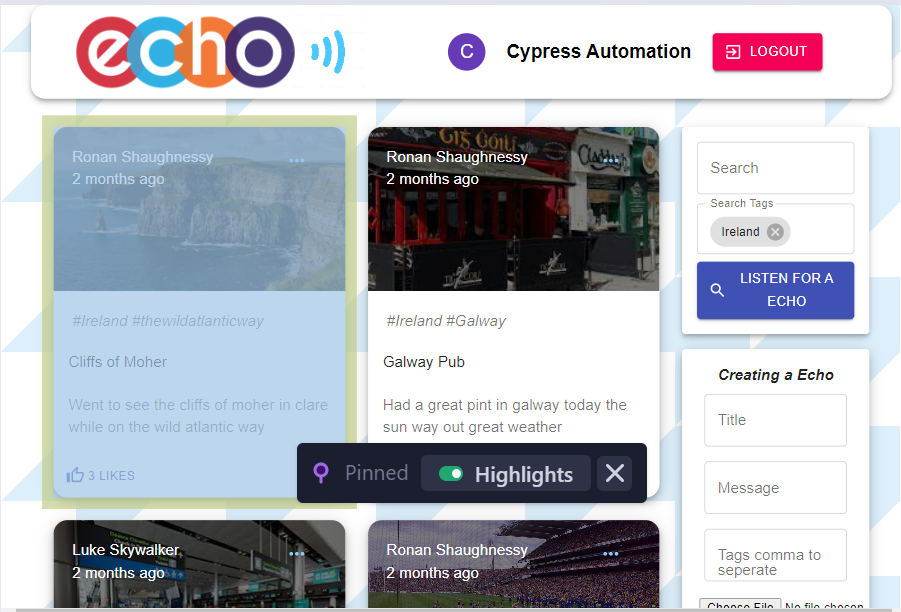 echo
C
Cypress Automation
LOGOUT
Ronan Shaughnessy
2 months ago
#Ireland #thewildatlanticway
Cliffs of Moher
Went to see the cliffs of moher in clare
while on the wild atlantic way
3 LIKES
Ronan Shaughnessy
2 months ago
#Ireland #Galway
Galway Pub
Had a great pint in galway today the
sun way out great weather
Pinned
Highlights
Luke Skywalker
2 months ago
Ronan Shaughnessy
2 months ago
Search
Search Tags
Ireland
LISTEN FOR A
ECHO
Creating a Echo
Title
Message
Tags comma to
seperate
Choose File No file chosen